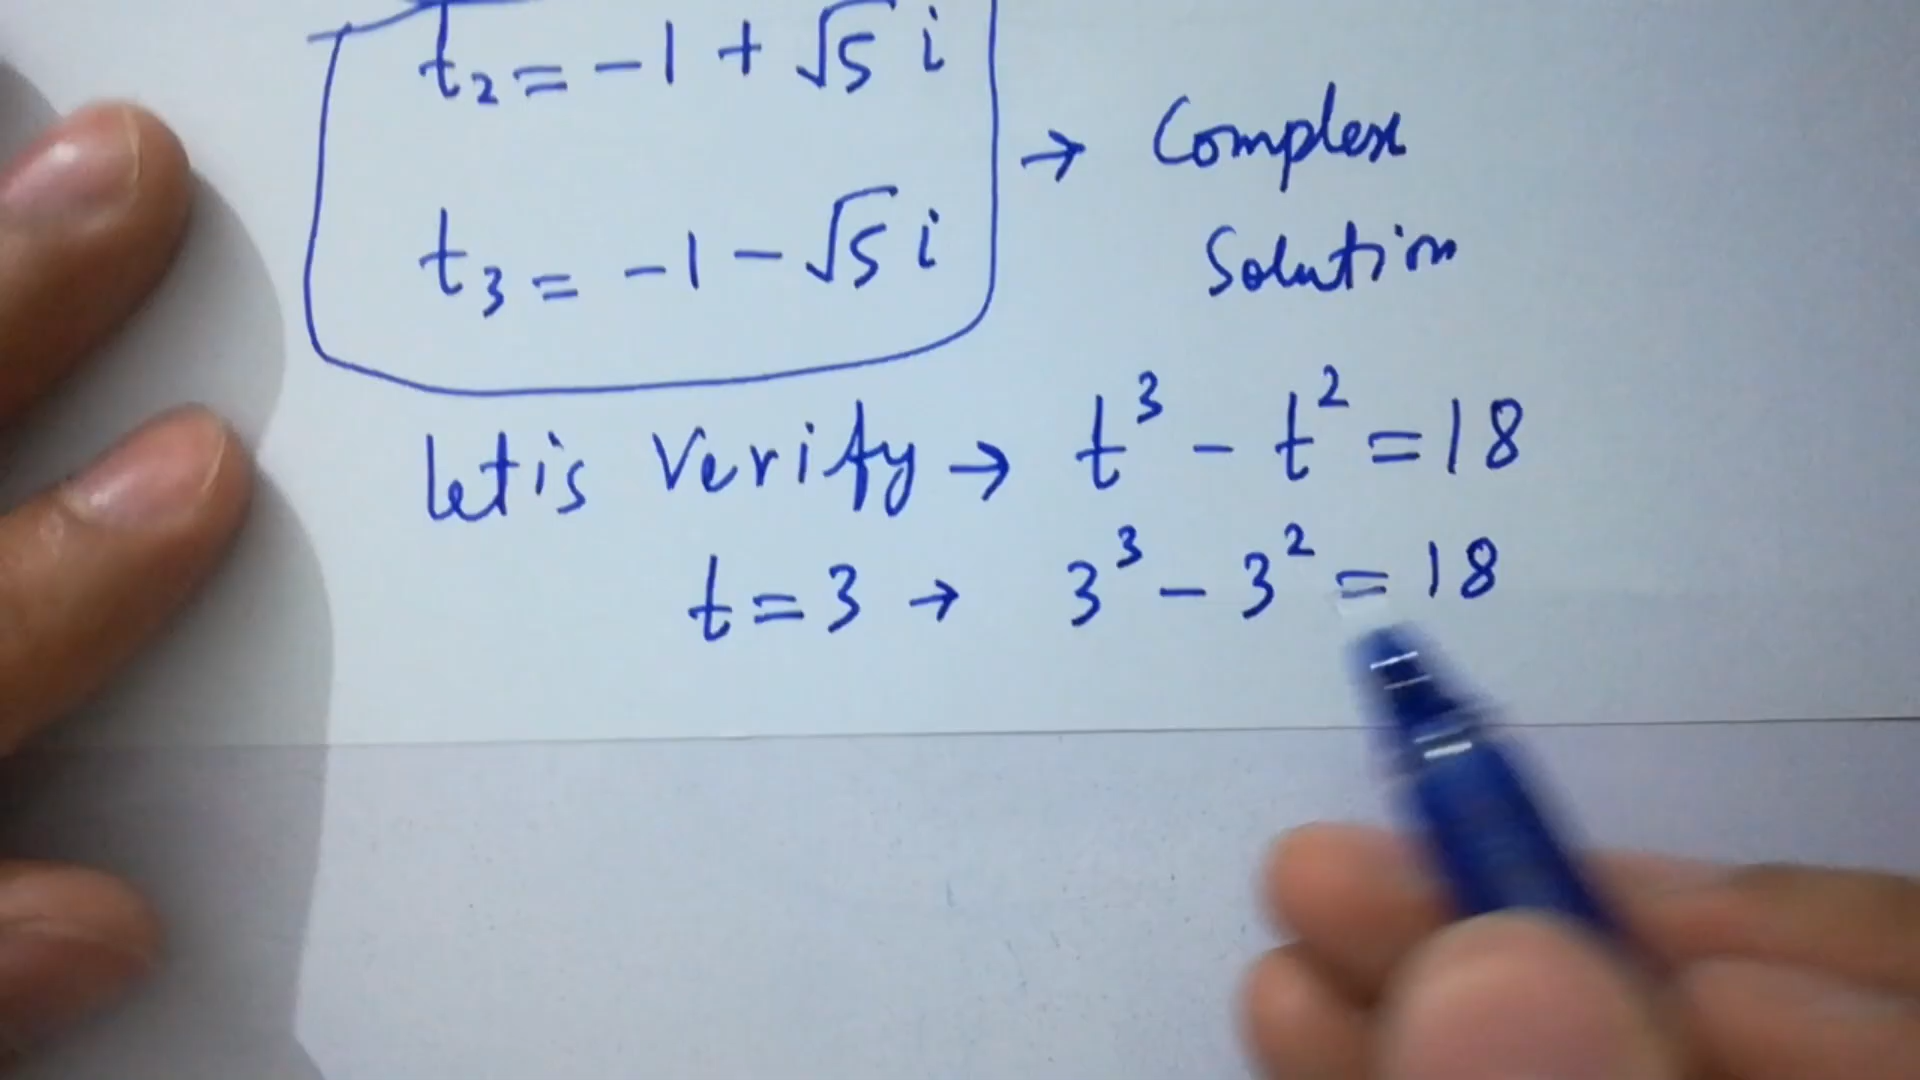 t₂ = -1 + √5 i
t₃ = -1 - √5 i
→ Complex
Solution
let's Verify → t³ - t² = 18
t = 3 → 3³ - 3² = 18